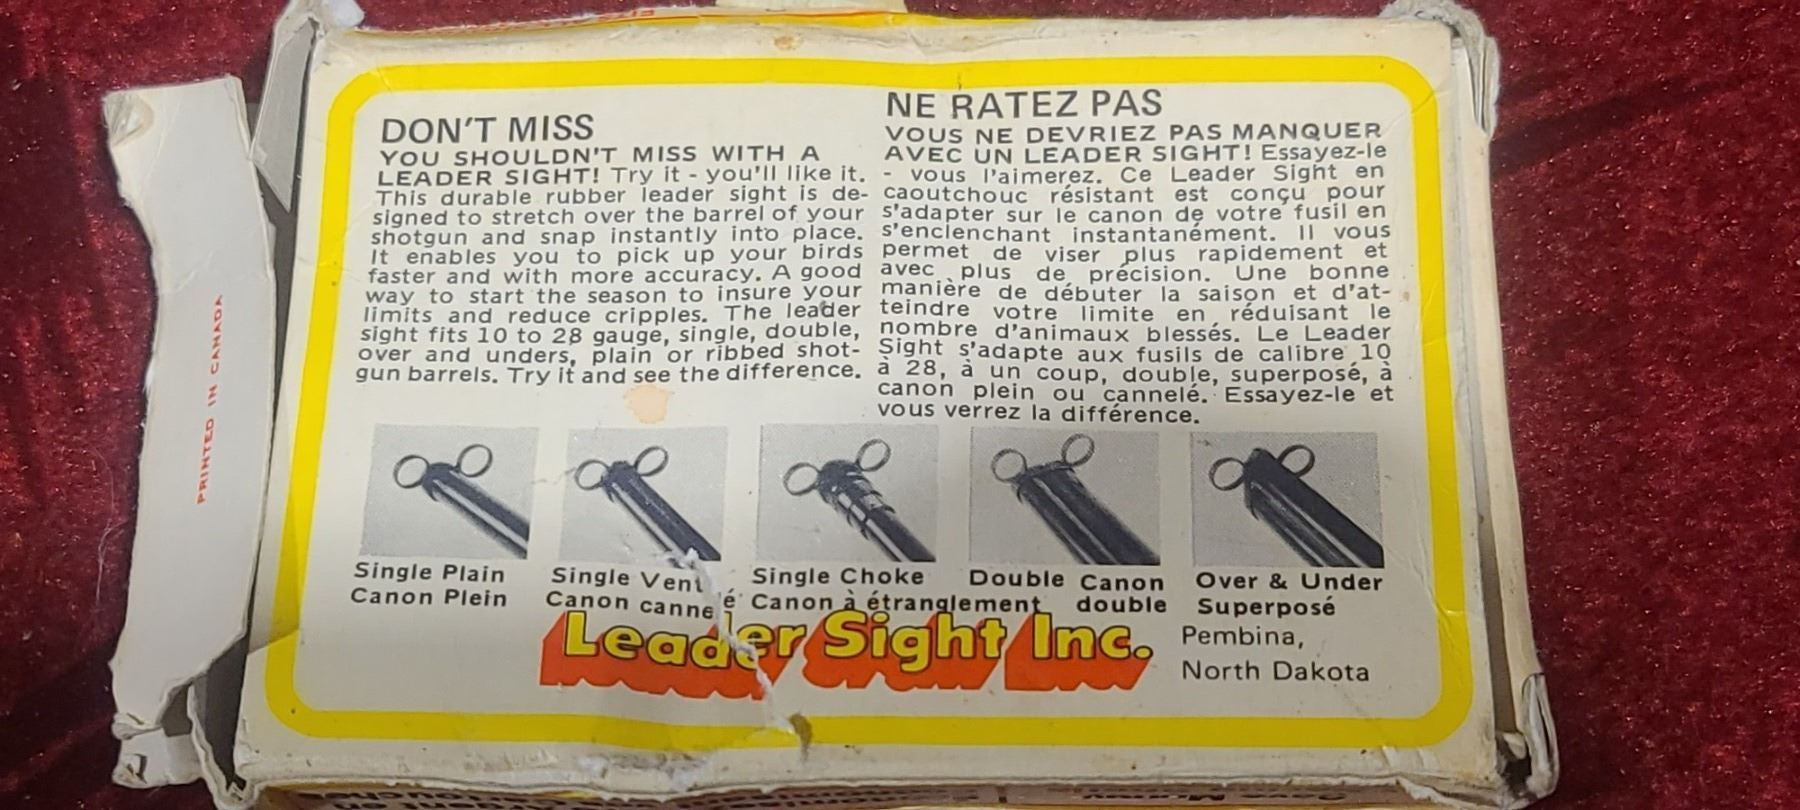 DON'T MISS
YOU SHOULDN'T MISS WITH A
LEADER SIGHT! Try it - you'll like it.
This durable rubber leader sight is de-
signed to stretch over the barrel of your
shotgun and snap instantly into place.
It enables you to pick up your birds
faster and with more accuracy. A good
way to start the season to insure your
limits and reduce cripples. The leader
sight fits 10 to 28 gauge, single, double,
over and unders, plain or ribbed shot-
gun barrels. Try it and see the difference.
NE RATEZ PAS
VOUS NE DEVRIEZ PAS MANQUER
AVEC UN LEADER SIGHT! Essayez-le
- vous l'aimerez. Ce Leader Sight en
caoutchouc résistant est conçu pour
s'adapter sur le canon de votre fusil en
s'enclenchant instantanément. Il vous
permet de viser plus rapidement et
avec plus de précision. Une bonne
manière de débuter la saison et d'at-
teindre votre limite en réduisant le
nombre d'animaux blessés. Le Leader
Sight s'adapte aux fusils de calibre 10
à 28, à un coup, double, superposé, à
canon plein ou cannelé. Essayez-le et
vous verrez la différence.
Single Plain
Canon Plein
Single Vent
Canon cannelé
Single Choke
Canon à étranglement
Double Canon
double
Over & Under
Superposé
Leader Sight Inc.
Pembina,
North Dakota
PRINTED IN CANADA